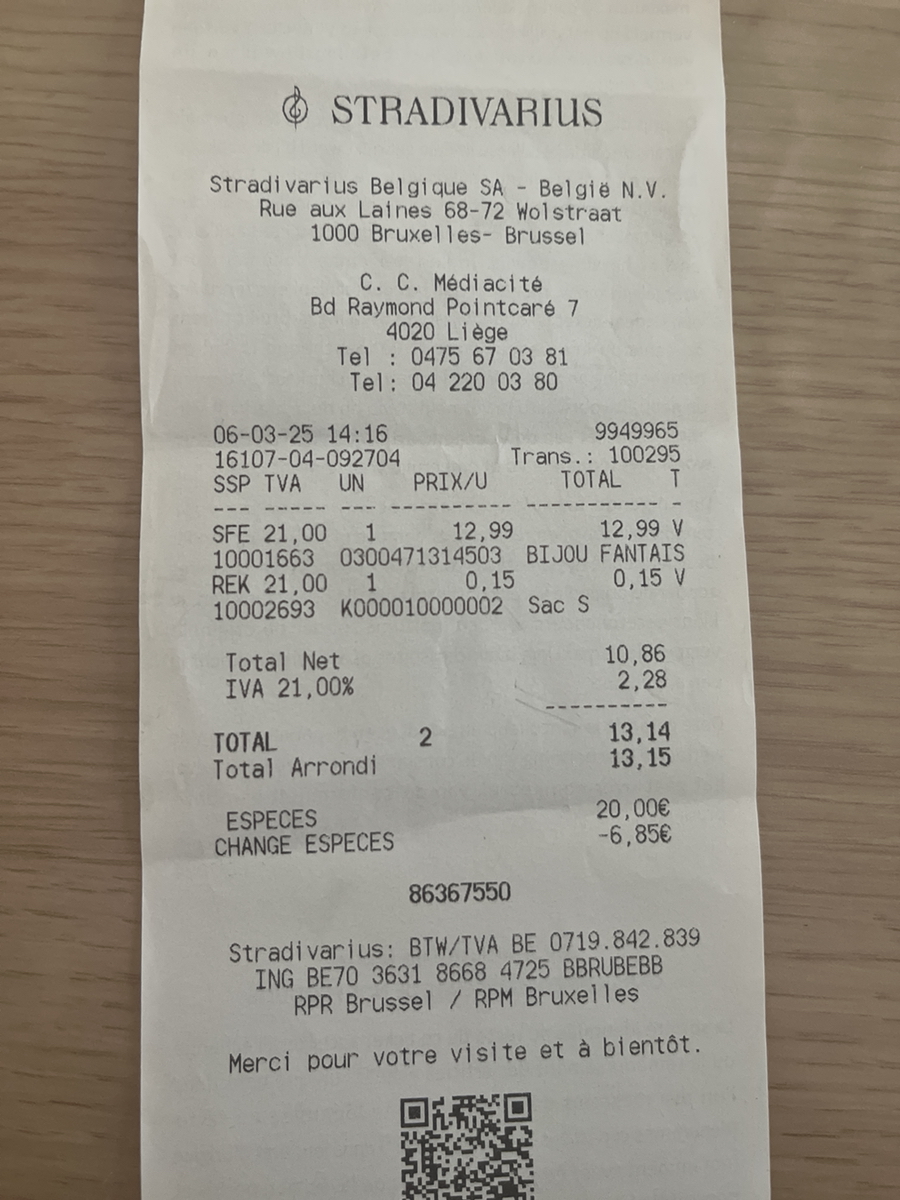 STRADIVARIUS
Stradivarius Belgique SA - België N.V.
Rue aux Laines 68-72 Wolstraat
1000 Bruxelles- Brussel
C. C. Médiacité
Bd Raymond Pointcaré 7
4020 Liège
Tel : 0475 67 03 81
Tel: 04 220 03 80
06-03-25 14:16 9949965
16107-04-092704 Trans.: 100295
SSP TVA UN PRIX/U TOTAL T
--- ----- --- ---------- ----------- -
SFE 21,00 1 12,99 12,99 V
10001663 0300471314503 BIJOU FANTAIS
REK 21,00 1 0,15 0,15 V
10002693 K000010000002 Sac S
Total Net 10,86
IVA 21,00% 2,28
----------
TOTAL 2 13,14
Total Arrondi 13,15
ESPECES 20,00€
CHANGE ESPECES -6,85€
86367550
Stradivarius: BTW/TVA BE 0719.842.839
ING BE70 3631 8668 4725 BBRUBEBB
RPR Brussel / RPM Bruxelles
Merci pour votre visite et à bientôt.